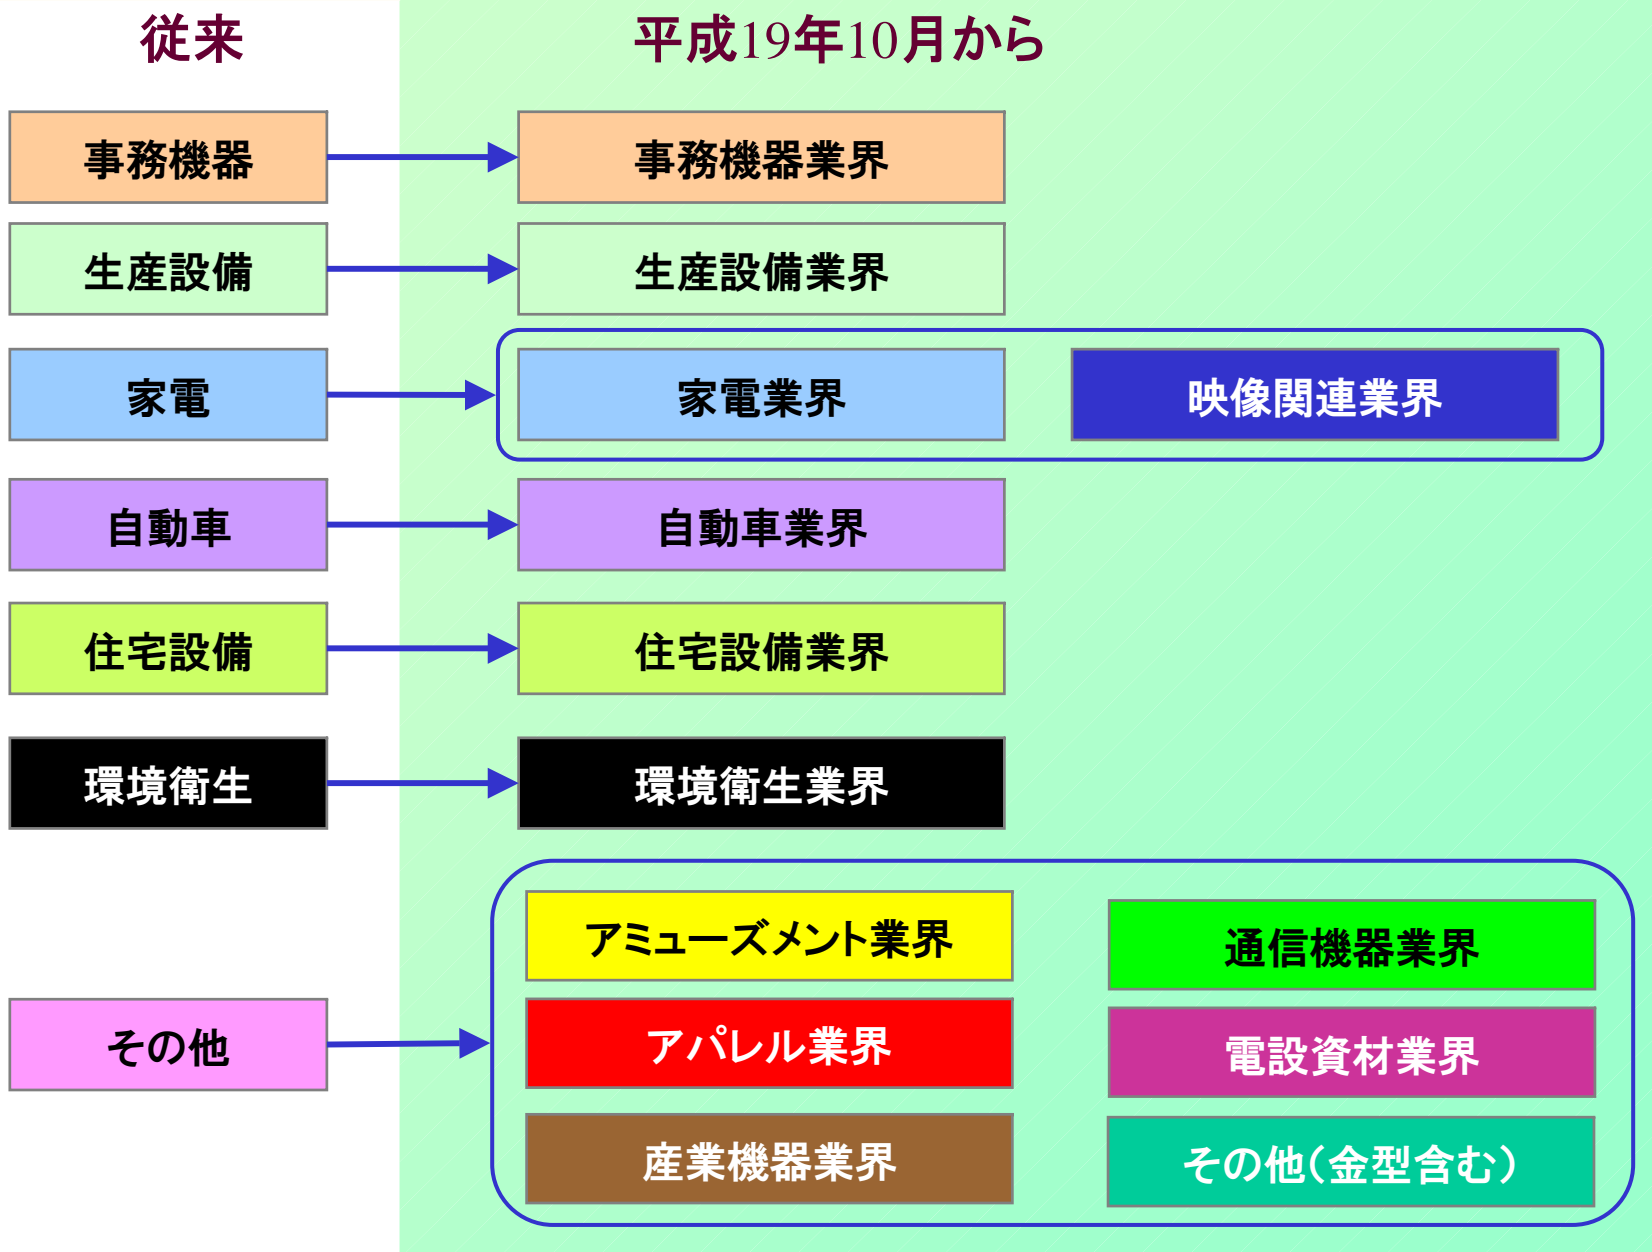 従来
平成19年10月から
事務機器
事務機器業界
生産設備
生産設備業界
家電
家電業界
映像関連業界
自動車
自動車業界
住宅設備
住宅設備業界
環境衛生
環境衛生業界
その他
アミューズメント業界
通信機器業界
アパレル業界
電設資材業界
産業機器業界
その他（金型含む）